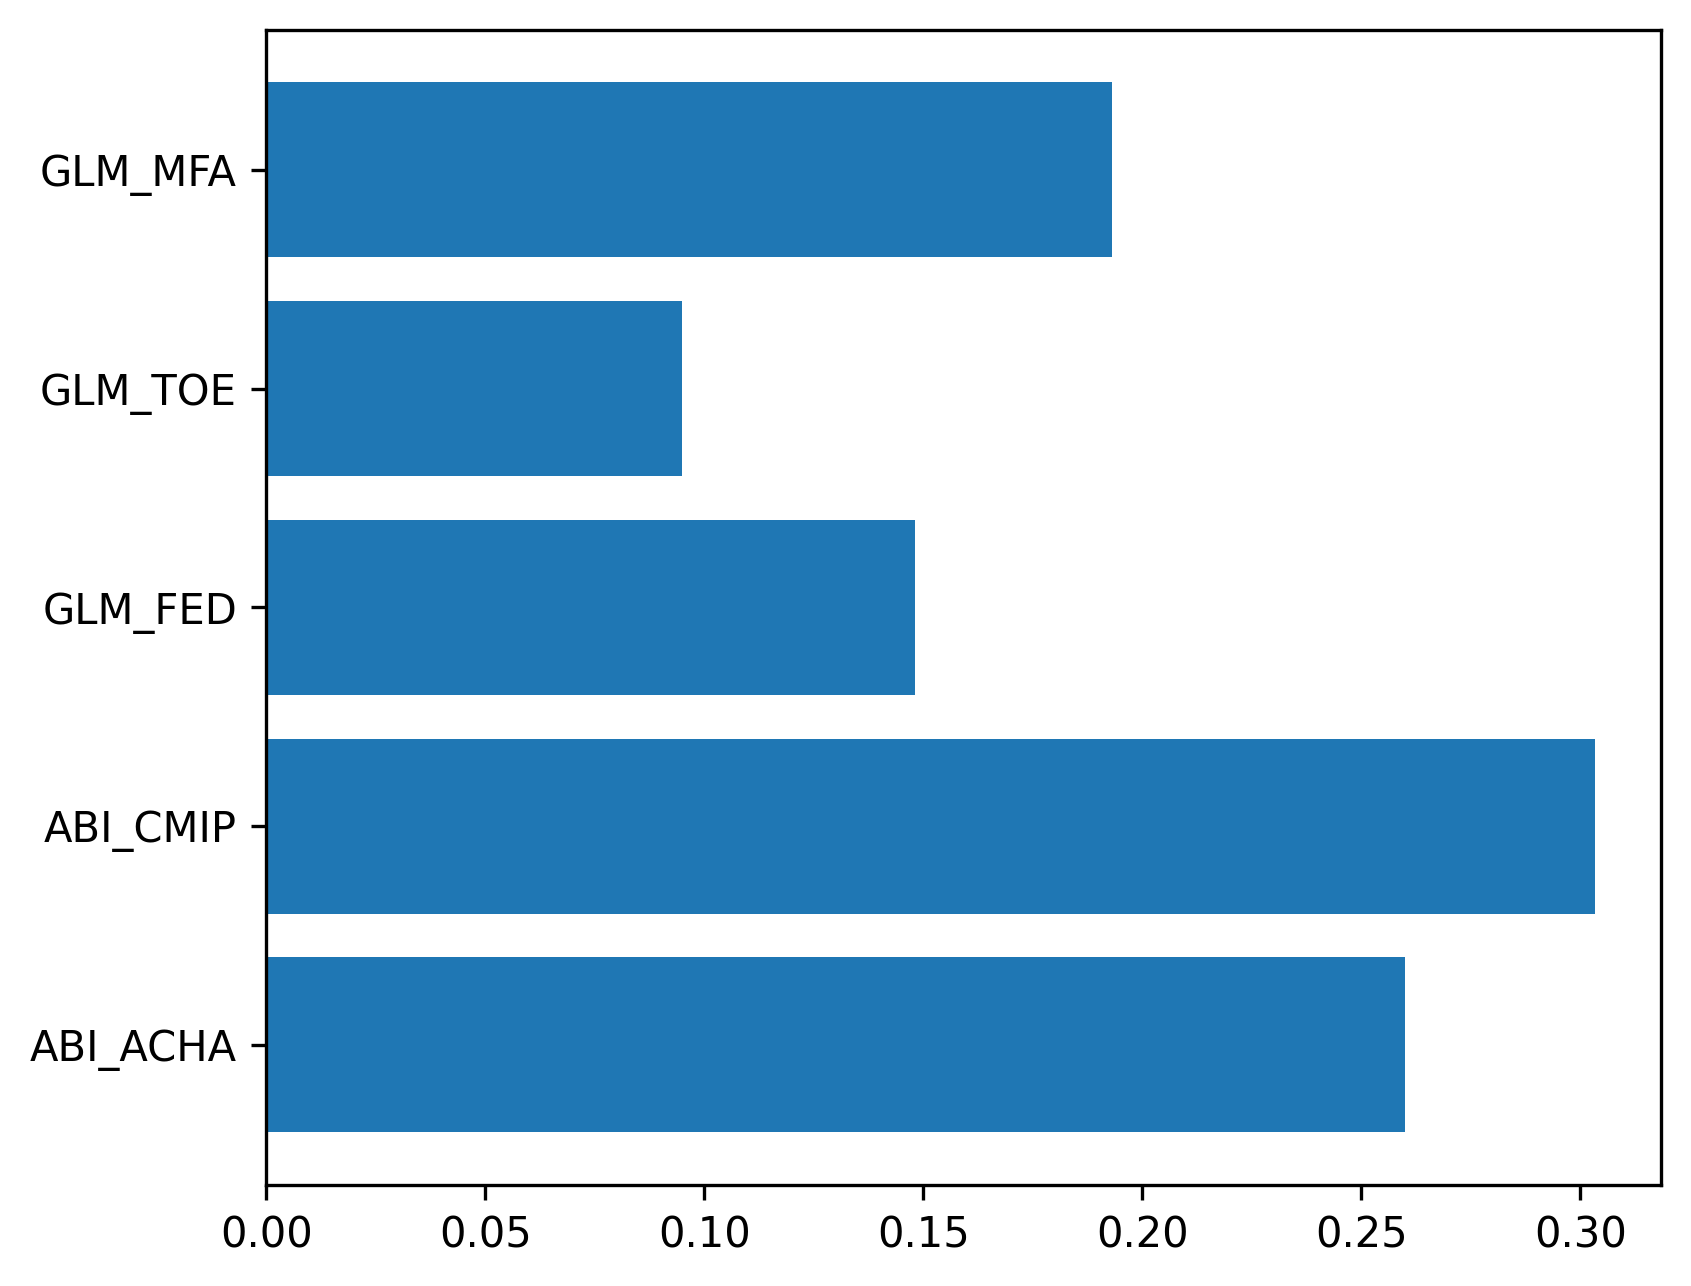 GLM_MFA
GLM_TOE
GLM_FED
ABI_CMIP
ABI_ACHA
0.00 0.05 0.10 0.15 0.20 0.25 0.30